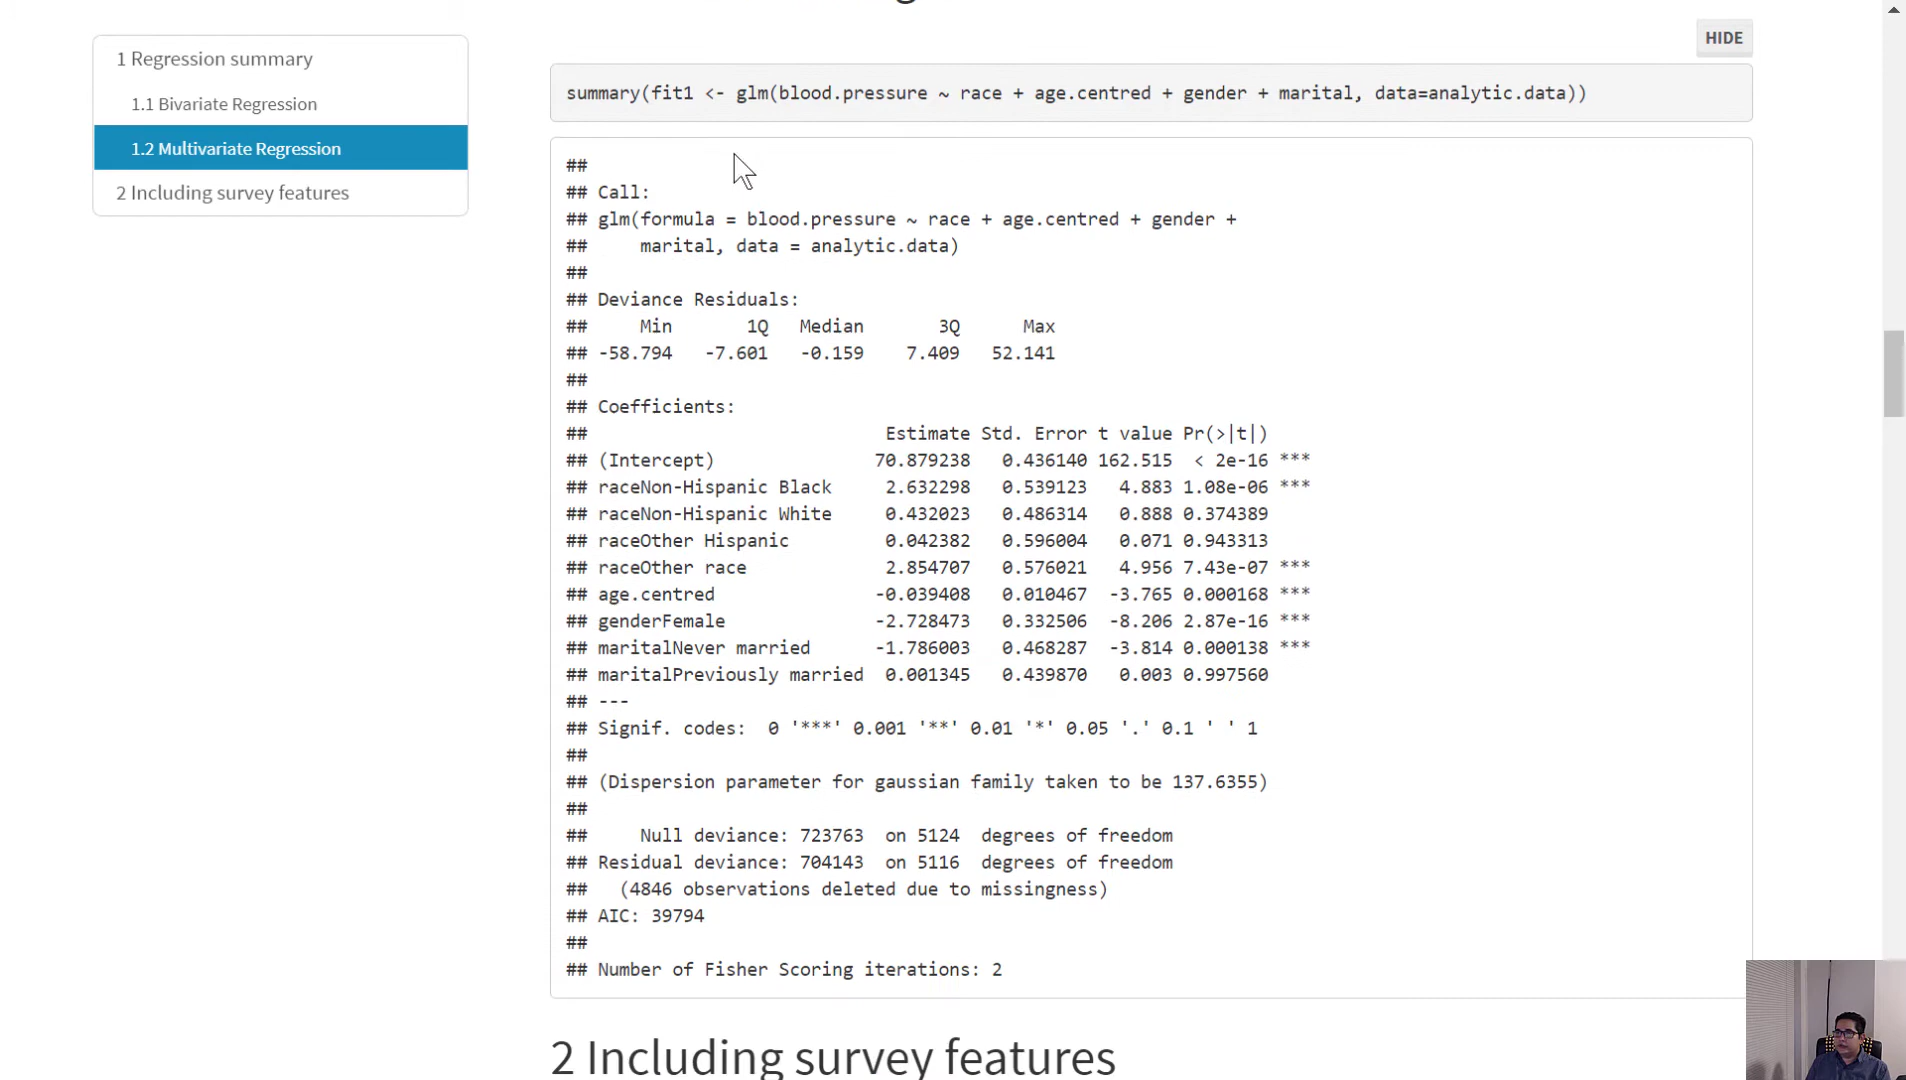 HIDE
1 Regression summary
1.1 Bivariate Regression
1.2 Multivariate Regression
2 Including survey features
summary(fit1 <- glm(blood.pressure ~ race + age.centred + gender + marital, data=analytic.data))
##
## Call:
## glm(formula = blood.pressure ~ race + age.centred + gender +
##     marital, data = analytic.data)
##
## Deviance Residuals:
##     Min       1Q   Median       3Q      Max
## -58.794   -7.601   -0.159    7.409   52.141
##
## Coefficients:
##                           Estimate Std. Error t value Pr(>|t|)
## (Intercept)               70.879238   0.436140 162.515  < 2e-16 ***
## raceNon-Hispanic Black     2.632298   0.539123   4.883 1.08e-06 ***
## raceNon-Hispanic White     0.432023   0.486314   0.888 0.374389
## raceOther Hispanic         0.042382   0.596004   0.071 0.943313
## raceOther race             2.854707   0.576021   4.956 7.43e-07 ***
## age.centred               -0.039408   0.010467  -3.765 0.000168 ***
## genderFemale              -2.728473   0.332506  -8.206 2.87e-16 ***
## maritalNever married      -1.786003   0.468287  -3.814 0.000138 ***
## maritalPreviously married  0.001345   0.439870   0.003 0.997560
## ---
## Signif. codes:  0 '***' 0.001 '**' 0.01 '*' 0.05 '.' 0.1 ' ' 1
##
## (Dispersion parameter for gaussian family taken to be 137.6355)
##
##     Null deviance: 723763  on 5124  degrees of freedom
## Residual deviance: 704143  on 5116  degrees of freedom
##   (4846 observations deleted due to missingness)
## AIC: 39794
##
## Number of Fisher Scoring iterations: 2
2 Including survey features